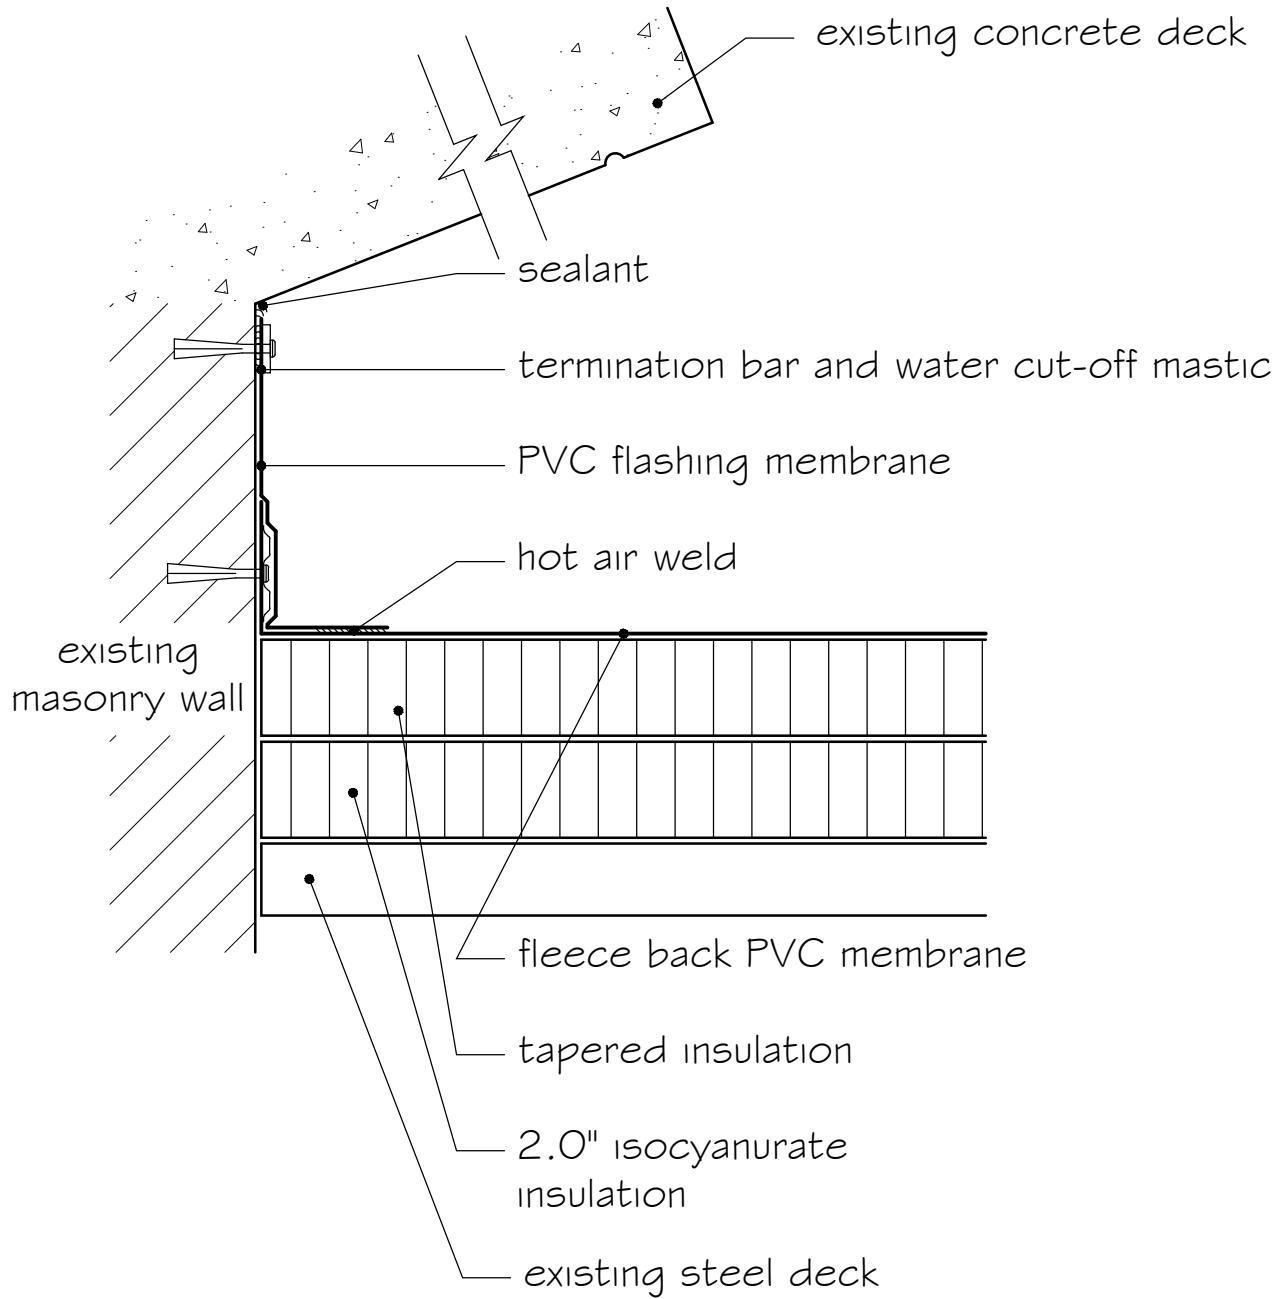 existing concrete deck
sealant
termination bar and water cut-off mastic
PVC flashing membrane
hot air weld
existing
masonry wall
fleece back PVC membrane
tapered insulation
2.0" isocyanurate
insulation
existing steel deck